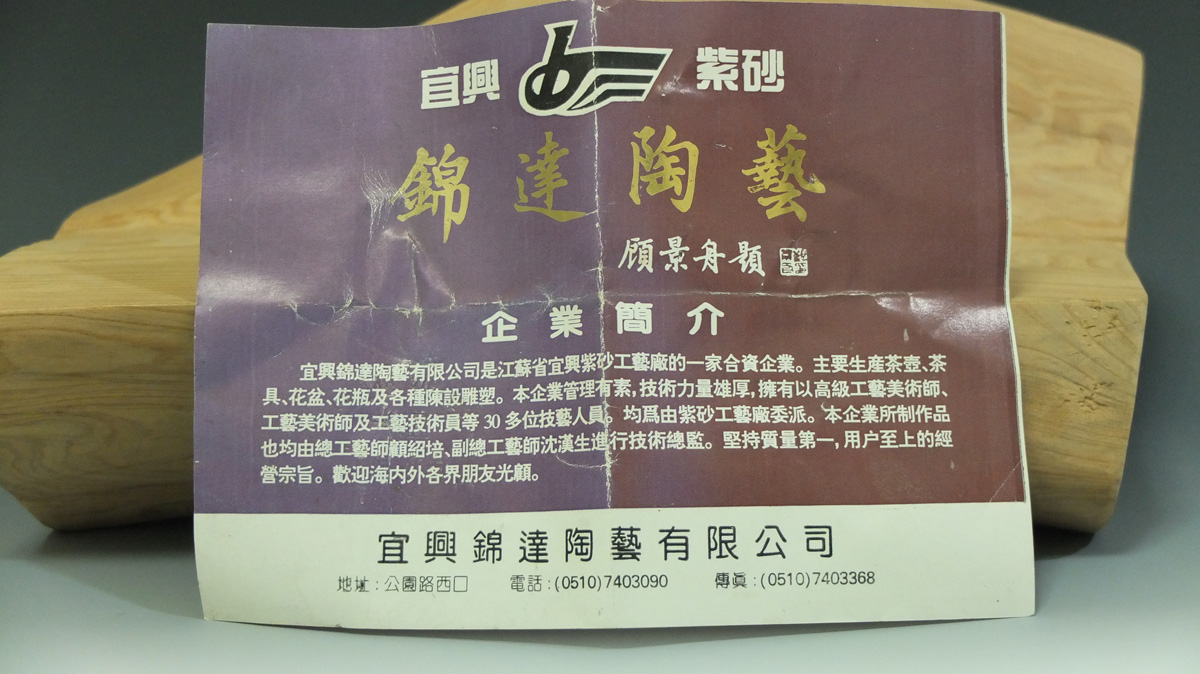 宜興 紫砂
錦達陶藝
顧景舟題
企業簡介
宜興錦達陶藝有限公司是江蘇省宜興紫砂工藝廠的一家合資企業。主要生産茶壺、茶
具、花盆、花瓶及各種陳設雕塑。本企業管理有素,技術力量雄厚,擁有以高級工藝美術師、
工藝美術師及工藝技術員等30多位技藝人員。均爲由紫砂工藝廠委派。本企業所制作品
也均由總工藝師顧紹培、副總工藝師沈漢生進行技術總監。堅持質量第一,用户至上的經
營宗旨。歡迎海内外各界朋友光顧。
宜興錦達陶藝有限公司
地址:公園路西口 電話:(0510)7403090 傳真:(0510)7403368